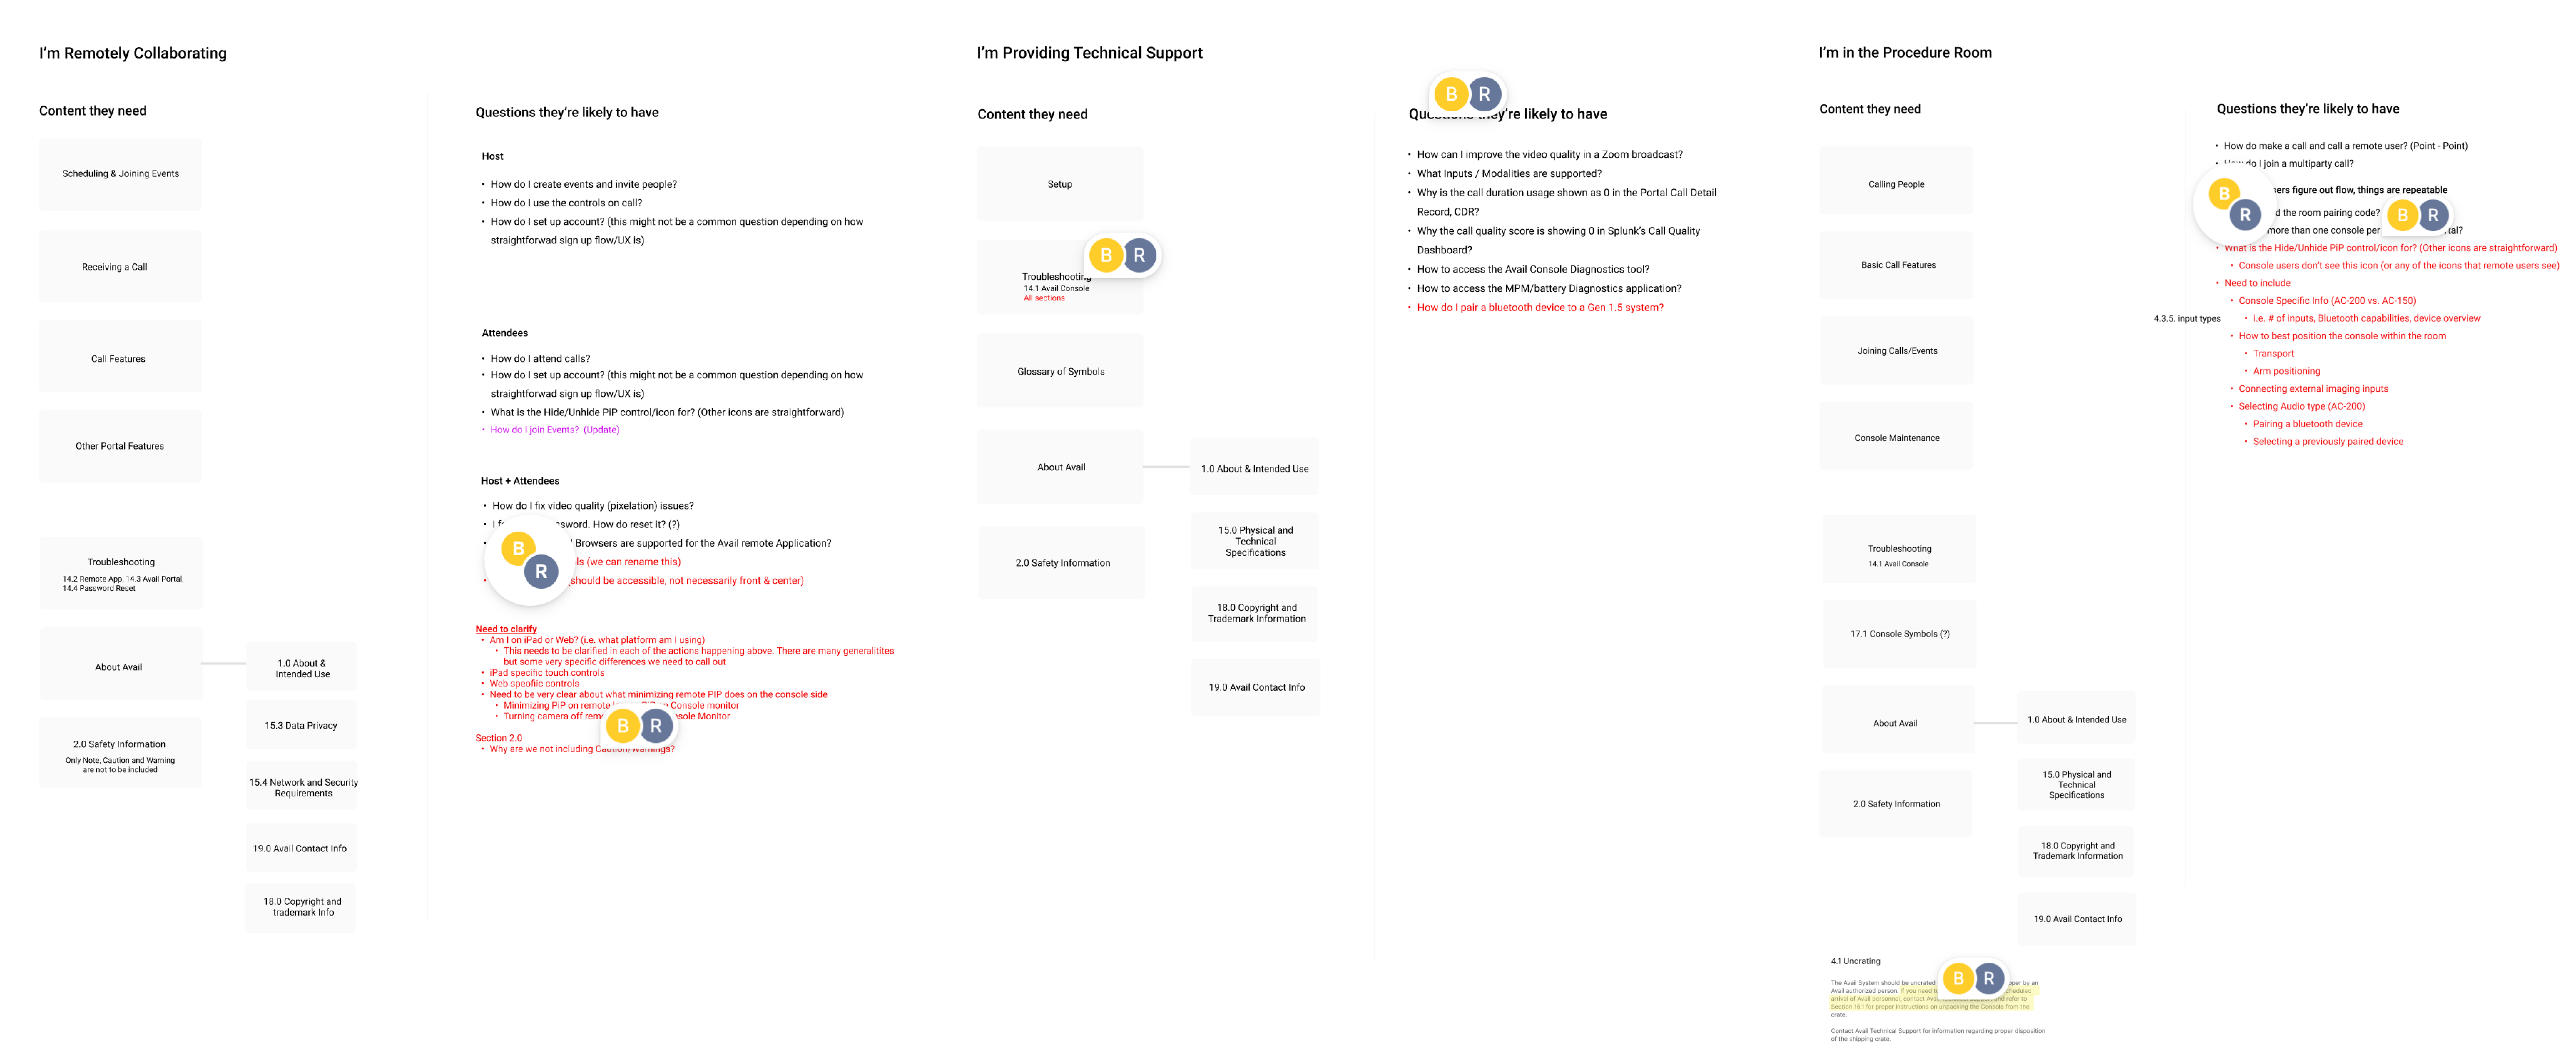 I'm Remotely Collaborating
Content they need
Scheduling & Joining Events
Receiving a Call
Call Features
Other Portal Features
Troubleshooting
14.2 Remote App, 14.3 Avail Portal,
14.4 Password Reset
About Avail
1.0 About &
Intended Use
15.3 Data Privacy
15.4 Network and Security
Requirements
19.0 Avail Contact Info
18.0 Copyright and
trademark Info
2.0 Safety Information
Only Note, Caution and Warning
are not to be included
Questions they're likely to have
Host
• How do I create events and invite people?
• How do I use the controls on call?
• How do I set up account? (this might not be a common question depending on how
straightforwad sign up flow/UX is)
Attendees
• How do I attend calls?
• How do I set up account? (this might not be a common question depending on how
straightforwad sign up flow/UX is)
• What is the Hide/Unhide PiP control/icon for? (Other icons are straightforward)
• How do I join Events? (Update)
Host + Attendees
• How do I fix video quality (pixelation) issues?
• I sword. How do reset it? (?)
• Browsers are supported for the Avail remote Application?
• ls (we can rename this)
• (should be accessible, not necessarily front & center)
B
R
Need to clarify
• Am I on iPad or Web? (i.e. what platform am I using)
• This needs to be clarified in each of the actions happening above. There are many generalitites
but some very specific differences we need to call out
• iPad specific touch controls
• Web speofiic controls
• Need to be very clear about what minimizing remote PIP does on the console side
• Minimizing PiP on remote Console monitor
• Turning camera off Monitor
B R
Section 2.0
• Why are we not including Caution/Warnings?
I'm Providing Technical Support
Content they need
Setup
Troubleshooting
14.1 Avail Console
All sections
B R
Glossary of Symbols
About Avail
1.0 About & Intended Use
15.0 Physical and
Technical
Specifications
18.0 Copyright and
Trademark Information
19.0 Avail Contact Info
2.0 Safety Information
B R
Questions they're likely to have
• How can I improve the video quality in a Zoom broadcast?
• What Inputs / Modalities are supported?
• Why is the call duration usage shown as 0 in the Portal Call Detail
Record, CDR?
• Why the call quality score is showing 0 in Splunk's Call Quality
Dashboard?
• How to access the Avail Console Diagnostics tool?
• How to access the MPM/battery Diagnostics application?
• How do I pair a bluetooth device to a Gen 1.5 system?
I'm in the Procedure Room
Content they need
Calling People
Basic Call Features
Joining Calls/Events
Console Maintenance
Troubleshooting
14.1 Avail Console
17.1 Console Symbols (?)
About Avail
1.0 About & Intended Use
15.0 Physical and
Technical
Specifications
18.0 Copyright and
Trademark Information
19.0 Avail Contact Info
2.0 Safety Information
4.1 Uncrating
The Avail System should be uncrated by an
Avail authorized person. If you need
arrival of Avail personnel, contact and refer to
Section 16.1 for proper instructions on unpacking the Console from the
crate.
B R
Contact Avail Technical Support for information regarding proper disposition
of the shipping crate.
Questions they're likely to have
• How do make a call and call a remote user? (Point - Point)
• How do I join a multiparty call?
figure out flow, things are repeatable
the room pairing code?
more than one console per
B
R
B R
• What is the Hide/Unhide PiP control/icon for? (Other icons are straightforward)
• Console users don't see this icon (or any of the icons that remote users see)
• Need to include
• Console Specific Info (AC-200 vs. AC-150)
4.3.5. input types
• i.e. # of inputs, Bluetooth capabilities, device overview
• How to best position the console within the room
• Transport
• Arm positioning
• Connecting external imaging inputs
• Selecting Audio type (AC-200)
• Pairing a bluetooth device
• Selecting a previously paired device